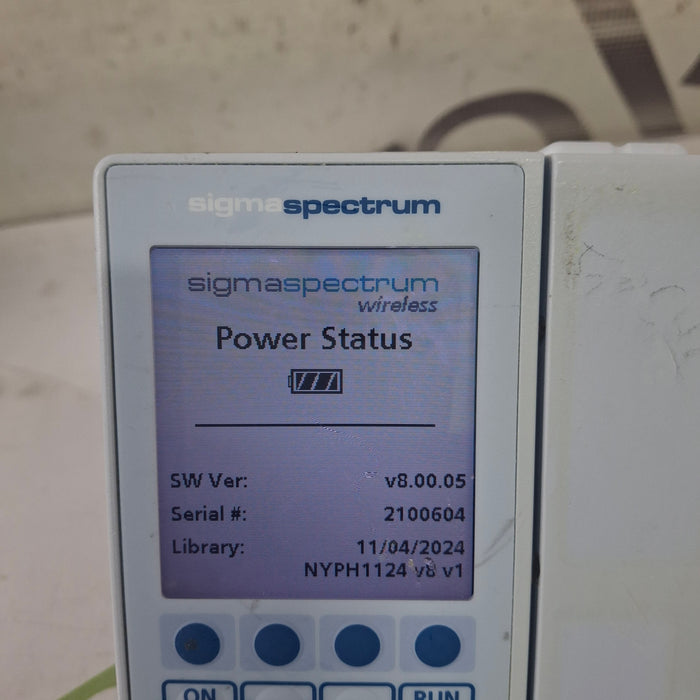 sigmaspectrum
sigmaspectrum
wireless
Power Status
SW Ver: v8.00.05
Serial #: 2100604
Library: 11/04/2024
NYPH1124 v8 v1
ON RUN